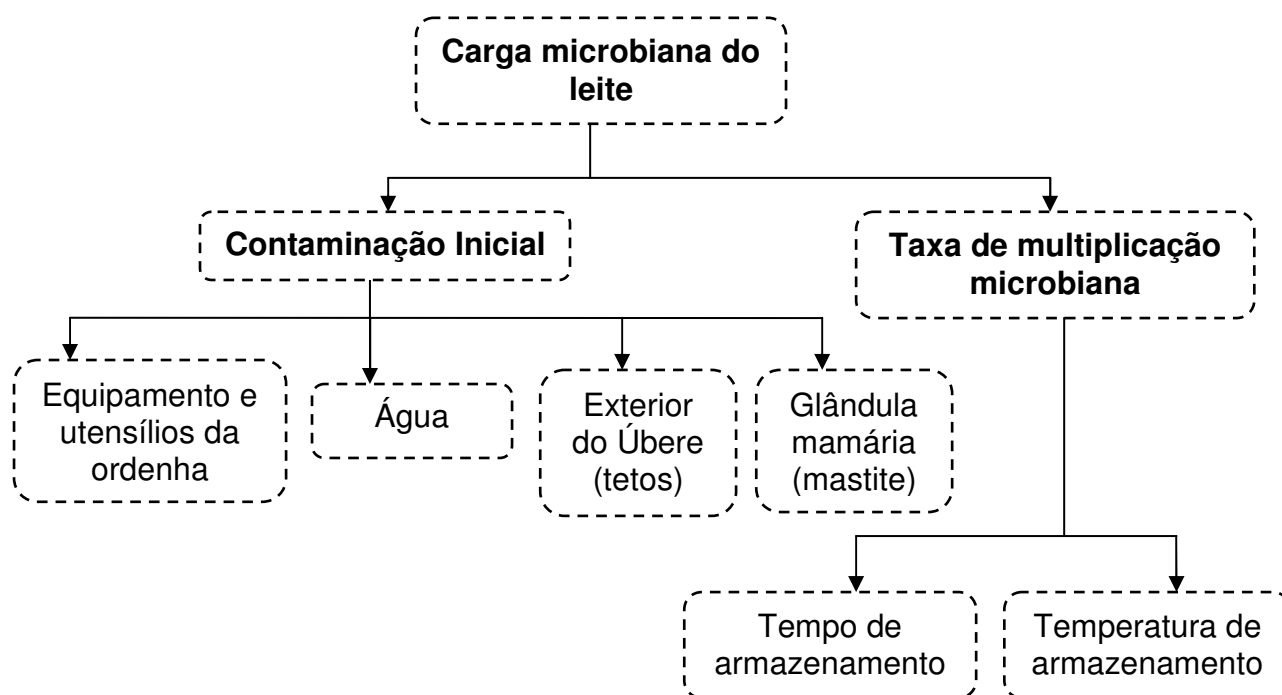 Carga microbiana do
leite
Contaminação Inicial
Taxa de multiplicação
microbiana
Equipamento e
utensílios da
ordenha
Água
Exterior
do Úbere
(tetos)
Glândula
mamária
(mastite)
Tempo de
armazenamento
Temperatura de
armazenamento